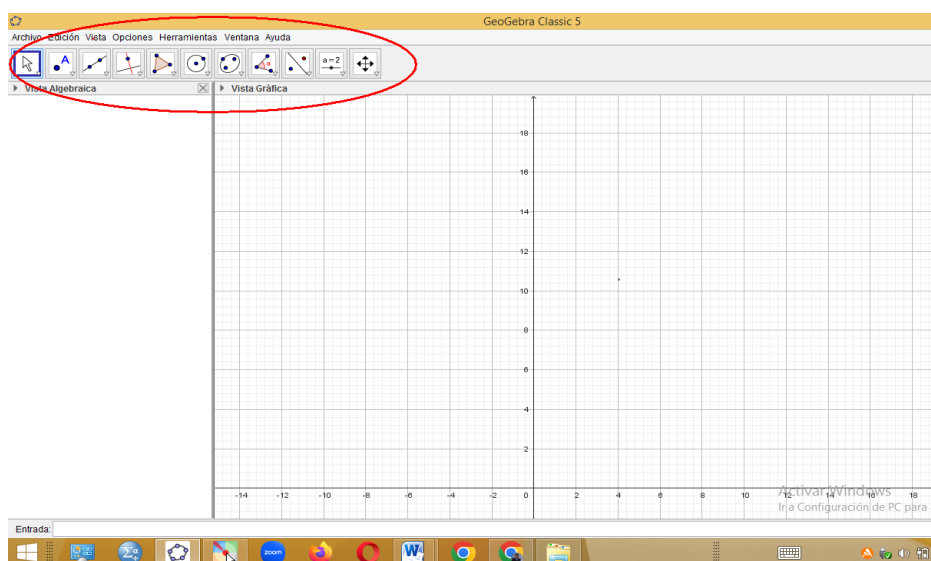 GeoGebra Classic 5
Archivo Edición Vista Opciones Herramientas Ventana Ayuda
A
α
a=2
Vista Algebraica
Vista Gráfica
18
16
14
12
10
8
6
4
2
-14 -12 -10 -8 -6 -4 -2 0 2 4 6 8 10 12 14 16 18
Activar Windows
Ir a Configuración de PC para
Entrada:
zoom
W